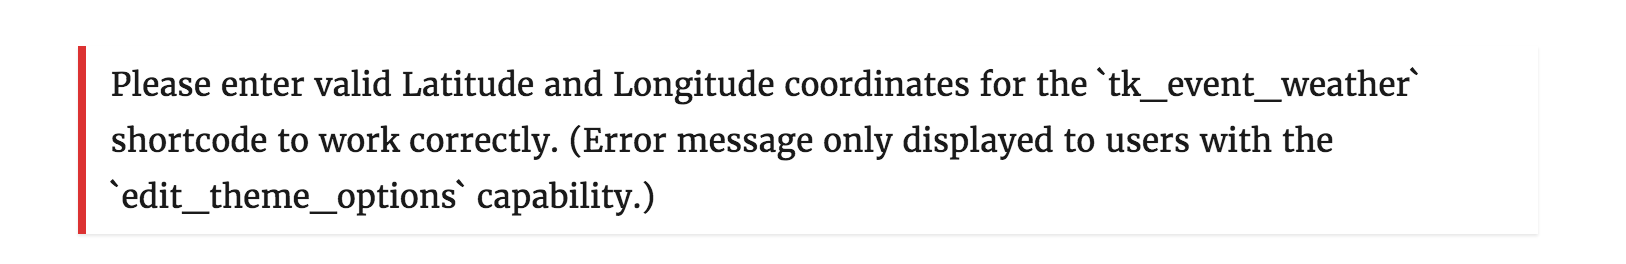 Please enter valid Latitude and Longitude coordinates for the `tk_event_weather`
shortcode to work correctly. (Error message only displayed to users with the
`edit_theme_options` capability.)